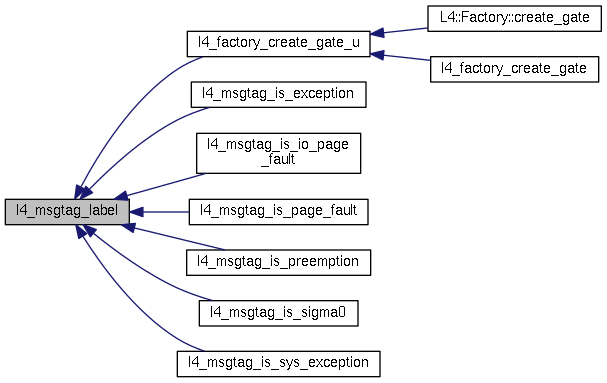 L4::Factory::create_gate
l4_factory_create_gate_u
l4_factory_create_gate
l4_msgtag_is_exception
l4_msgtag_is_io_page
_fault
l4_msgtag_label
l4_msgtag_is_page_fault
l4_msgtag_is_preemption
l4_msgtag_is_sigma0
l4_msgtag_is_sys_exception